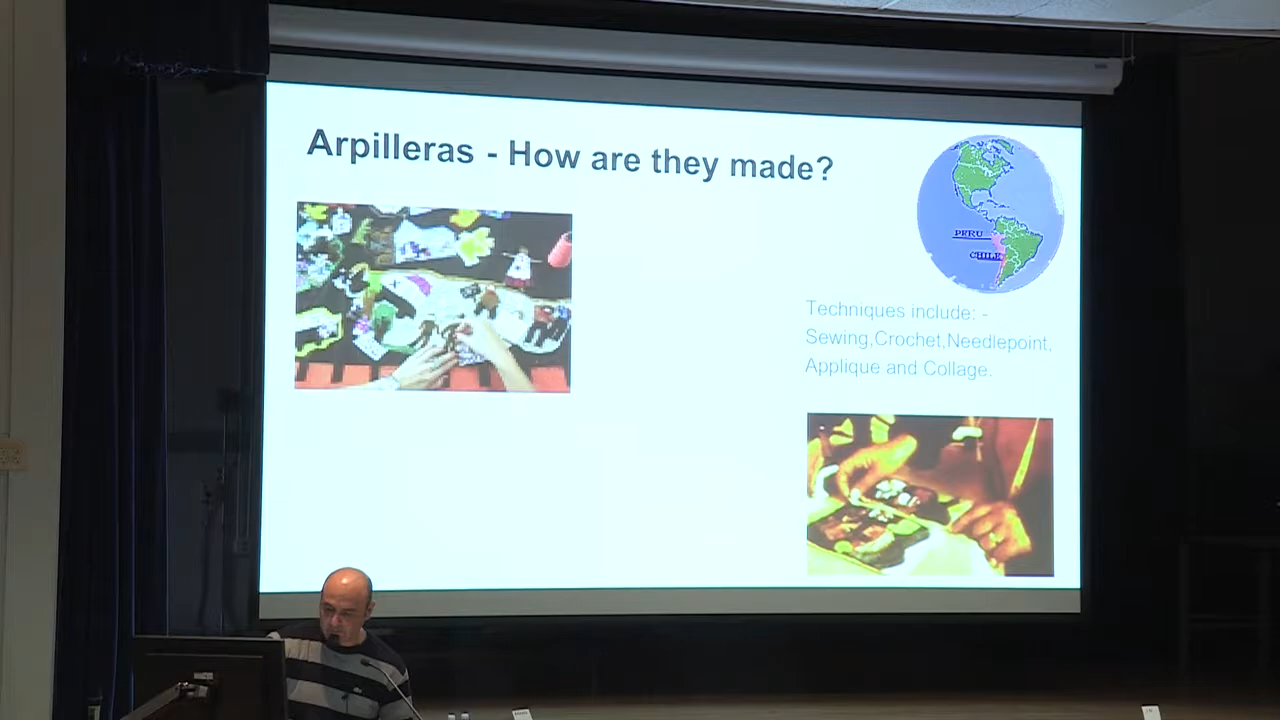 Arpilleras - How are they made?
PERU
CHILE
Techniques include: -
Sewing,Crochet,Needlepoint,
Applique and Collage.